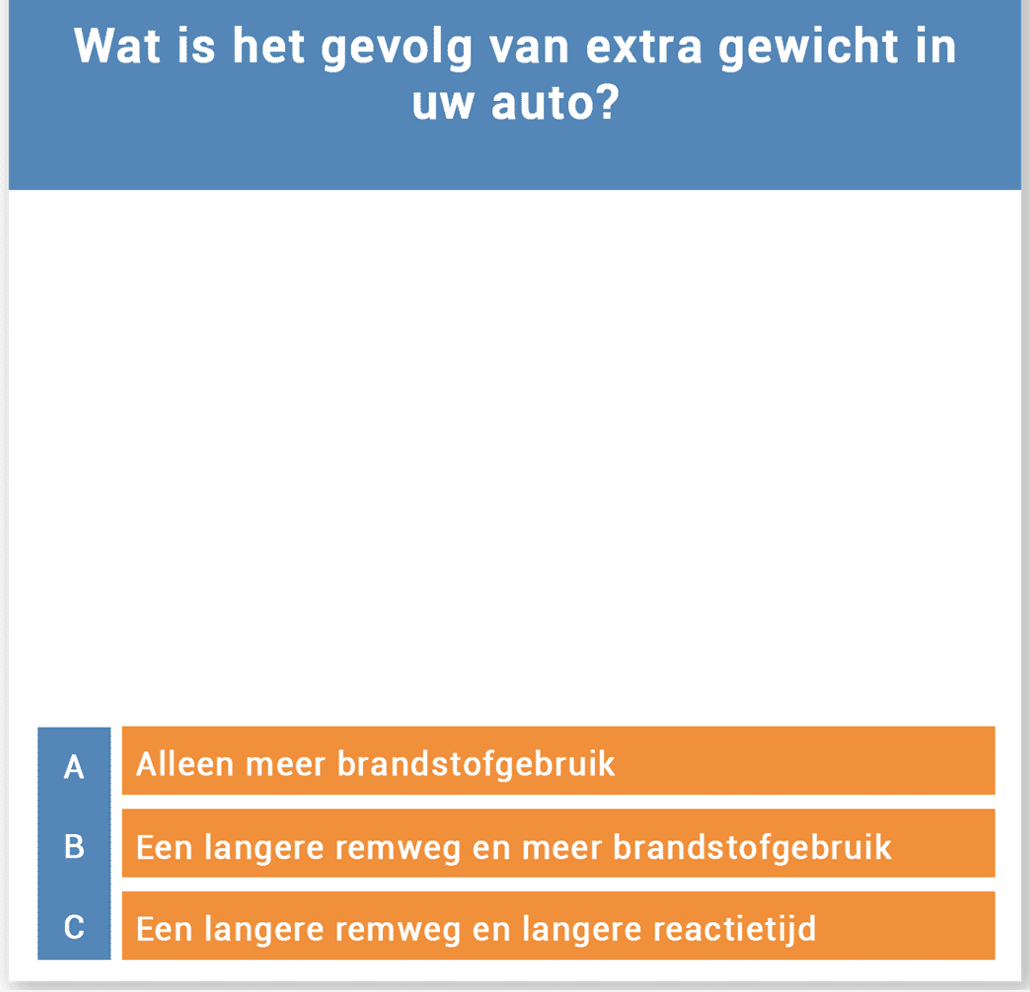 Wat is het gevolg van extra gewicht in
uw auto?
A Alleen meer brandstofgebruik
B Een langere remweg en meer brandstofgebruik
C Een langere remweg en langere reactietijd